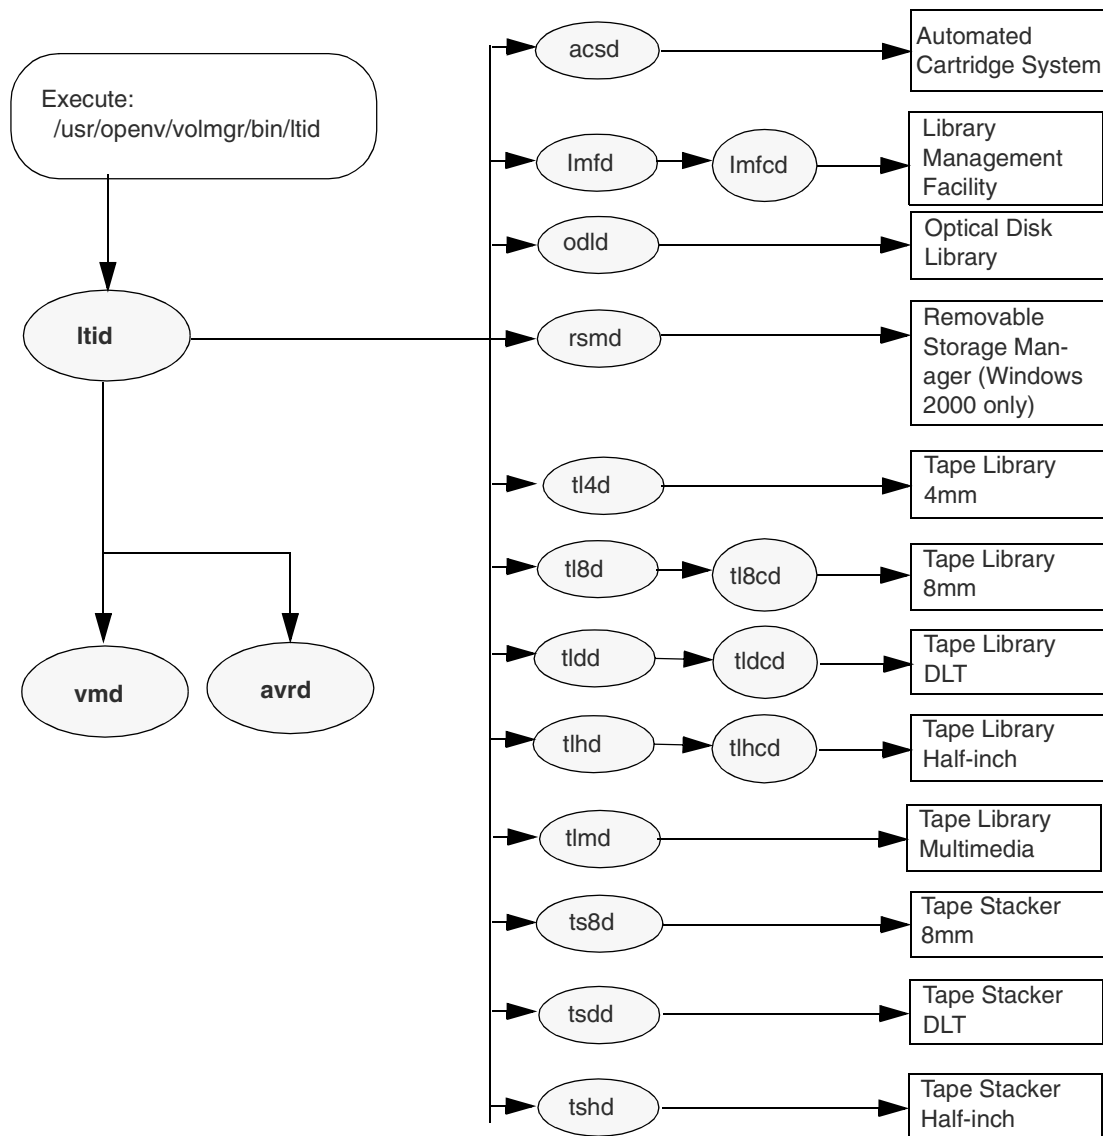 Execute:
/usr/openv/volmgr/bin/ltid
ltid
vmd
avrd
acsd
Automated
Cartridge System
lmfd
lmfcd
Library
Management
Facility
odld
Optical Disk
Library
rsmd
Removable
Storage Man-
ager (Windows
2000 only)
tl4d
Tape Library
4mm
tl8d
tl8cd
Tape Library
8mm
tldd
tldcd
Tape Library
DLT
tlhd
tlhcd
Tape Library
Half-inch
tlmd
Tape Library
Multimedia
ts8d
Tape Stacker
8mm
tsdd
Tape Stacker
DLT
tshd
Tape Stacker
Half-inch